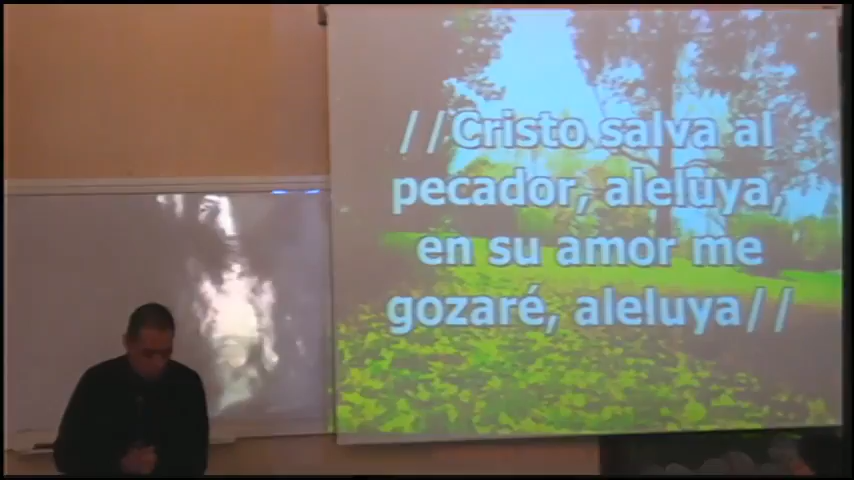 //Cristo salva al
pecador, aleluya,
en su amor me
gozaré, aleluya//